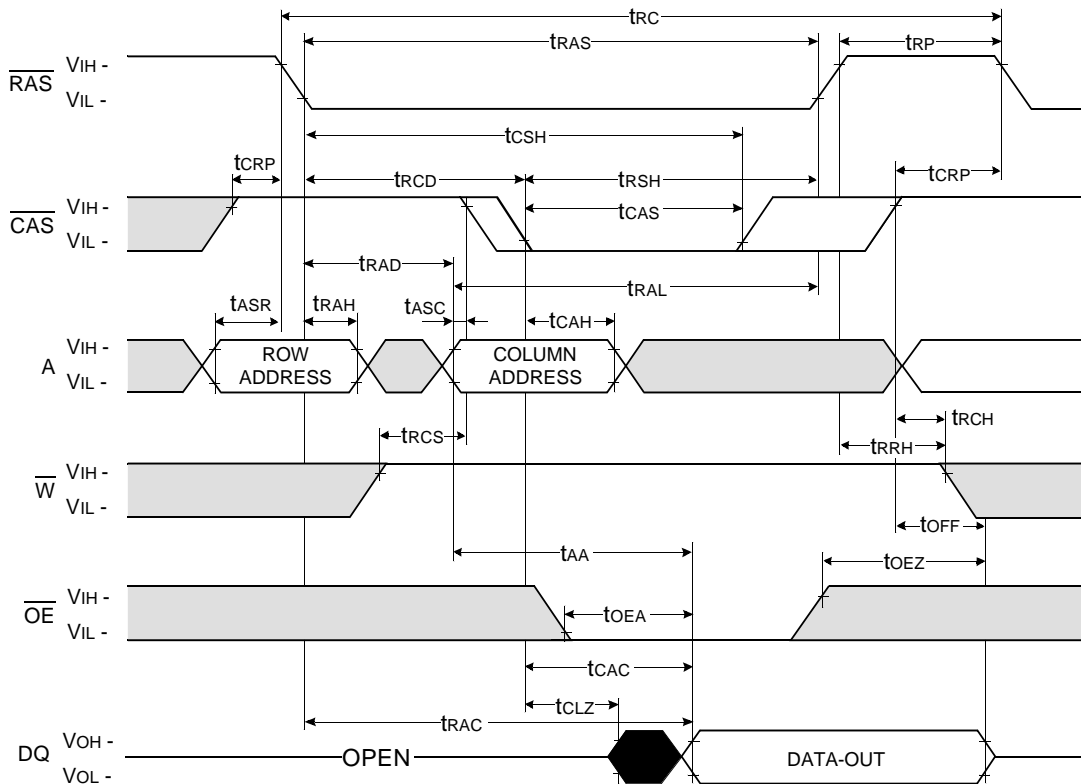 tRC
tRAS
tRP
RAS
VIH -
VIL -
tCSH
tCRP
tRCD
tRSH
tCRP
CAS
VIH -
VIL -
tCAS
tRAD
tRAL
tASR
tRAH
tASC
tCAH
A
VIH -
VIL -
ROW
ADDRESS
COLUMN
ADDRESS
tRCS
tRCH
tRRH
W
VIH -
VIL -
tOFF
tAA
tOEZ
OE
VIH -
VIL -
tOEA
tCAC
tCLZ
tRAC
DQ
VOH -
VOL -
OPEN
DATA-OUT